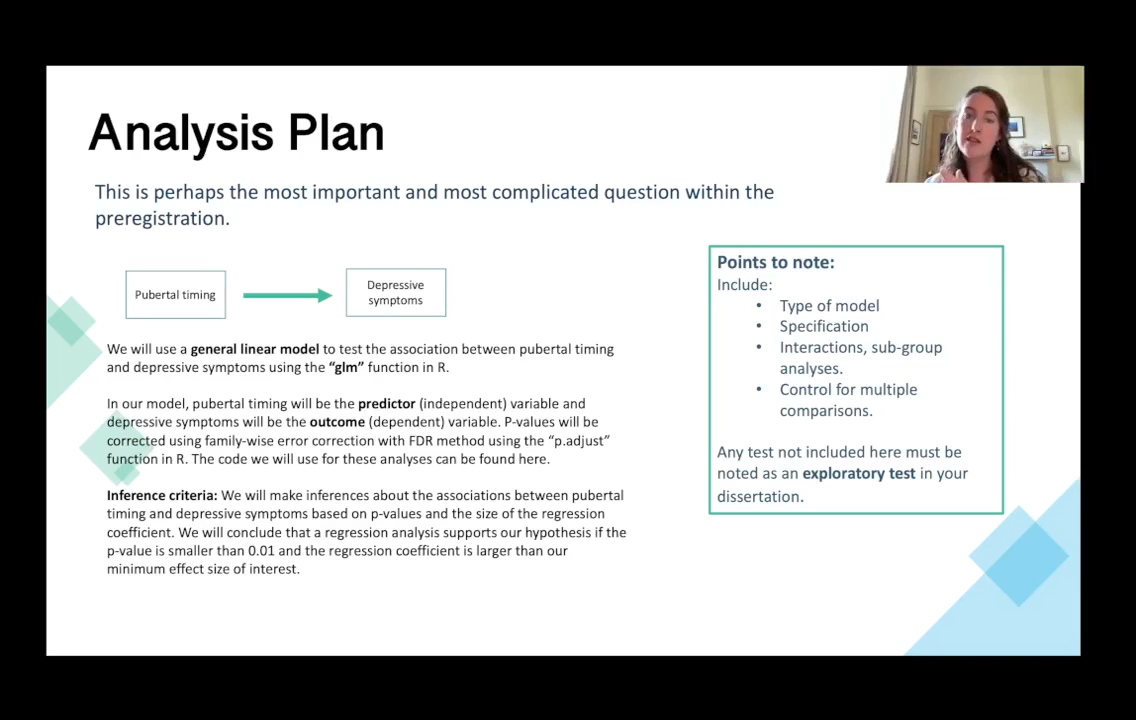 Analysis Plan
This is perhaps the most important and most complicated question within the
preregistration.
Pubertal timing
Depressive
symptoms
We will use a general linear model to test the association between pubertal timing
and depressive symptoms using the “glm” function in R.
In our model, pubertal timing will be the predictor (independent) variable and
depressive symptoms will be the outcome (dependent) variable. P-values will be
corrected using family-wise error correction with FDR method using the “p.adjust”
function in R. The code we will use for these analyses can be found here.
Inference criteria: We will make inferences about the associations between pubertal
timing and depressive symptoms based on p-values and the size of the regression
coefficient. We will conclude that a regression analysis supports our hypothesis if the
p-value is smaller than 0.01 and the regression coefficient is larger than our
minimum effect size of interest.
Points to note:
Include:
• Type of model
• Specification
• Interactions, sub-group
analyses.
• Control for multiple
comparisons.
Any test not included here must be
noted as an exploratory test in your
dissertation.